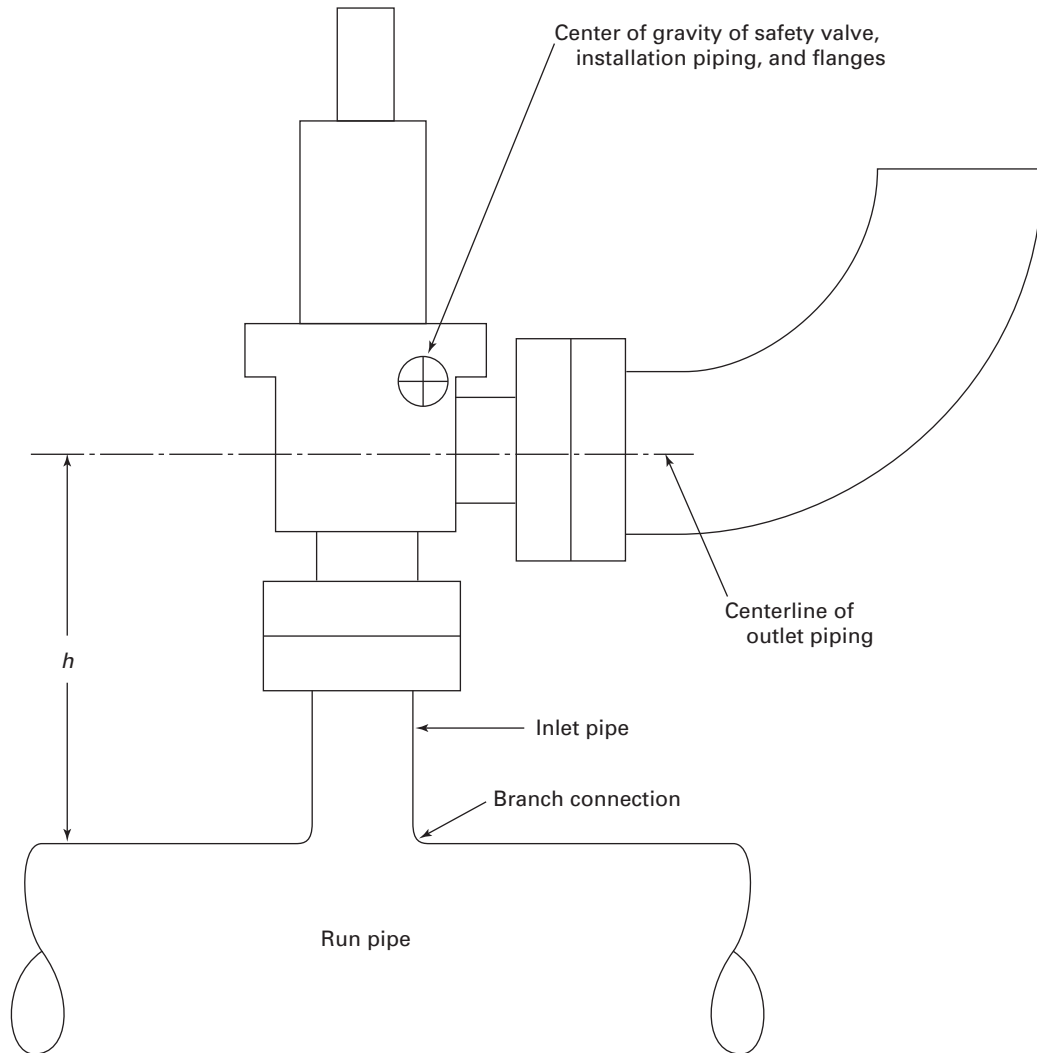 Center of gravity of safety valve,
installation piping, and flanges
Centerline of
outlet piping
h
Inlet pipe
Branch connection
Run pipe